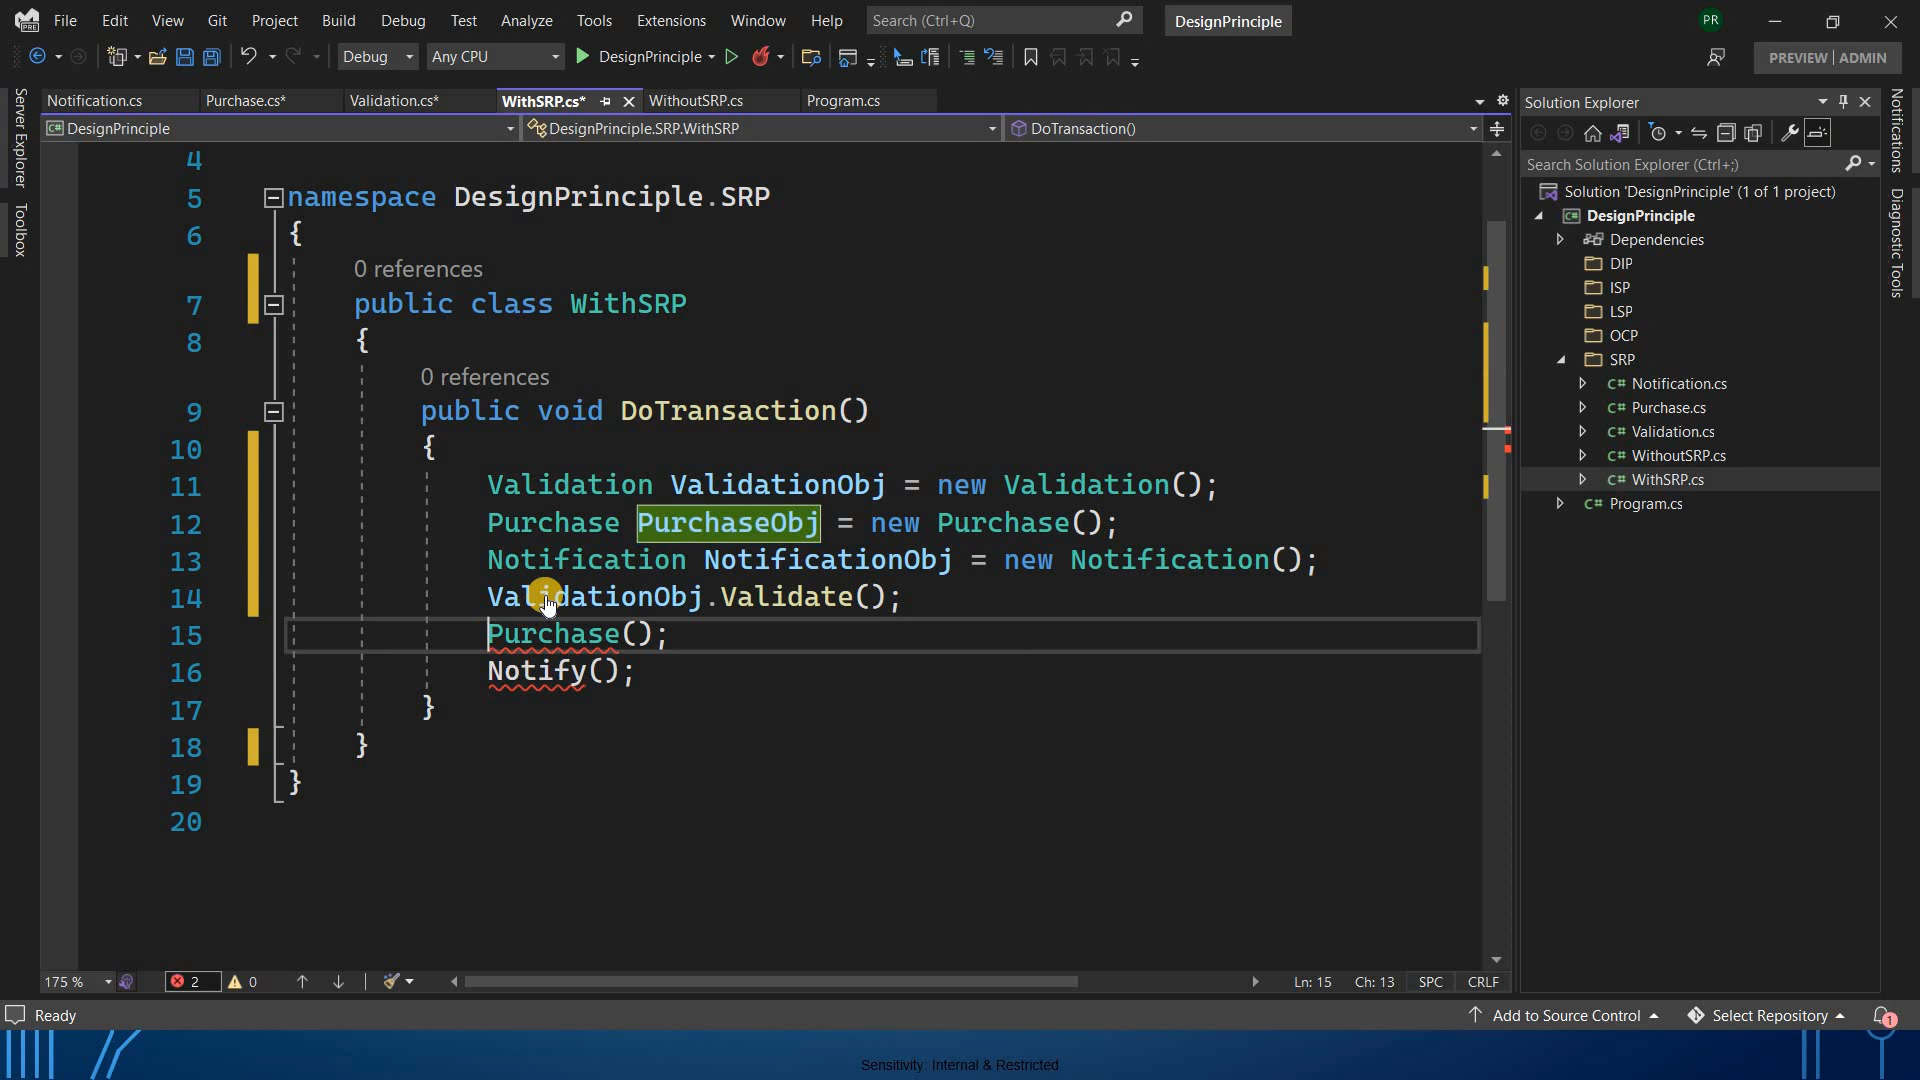 File Edit View Git Project Build Debug Test Analyze Tools Extensions Window Help Search (Ctrl+Q) DesignPrinciple PR
PRE
Debug Any CPU DesignPrinciple PREVIEW | ADMIN
Server Explorer
Toolbox
Notification.cs Purchase.cs* Validation.cs* WithSRP.cs* WithoutSRP.cs Program.cs
DesignPrinciple DesignPrinciple.SRP.WithSRP DoTransaction()
4
5 namespace DesignPrinciple.SRP
6 {
0 references
7 public class WithSRP
8 {
0 references
9 public void DoTransaction()
10 {
11 Validation ValidationObj = new Validation();
12 Purchase PurchaseObj = new Purchase();
13 Notification NotificationObj = new Notification();
14 ValidationObj.Validate();
15 Purchase();
16 Notify();
17 }
18 }
19 }
20
175 % 2 0 Ln: 15 Ch: 13 SPC CRLF
Solution Explorer
Search Solution Explorer (Ctrl+;)
Solution 'DesignPrinciple' (1 of 1 project)
C# DesignPrinciple
Dependencies
DIP
ISP
LSP
OCP
SRP
C# Notification.cs
C# Purchase.cs
C# Validation.cs
C# WithoutSRP.cs
C# WithSRP.cs
C# Program.cs
Notifications
Diagnostic Tools
Ready Add to Source Control Select Repository 1
Sensitivity: Internal & Restricted